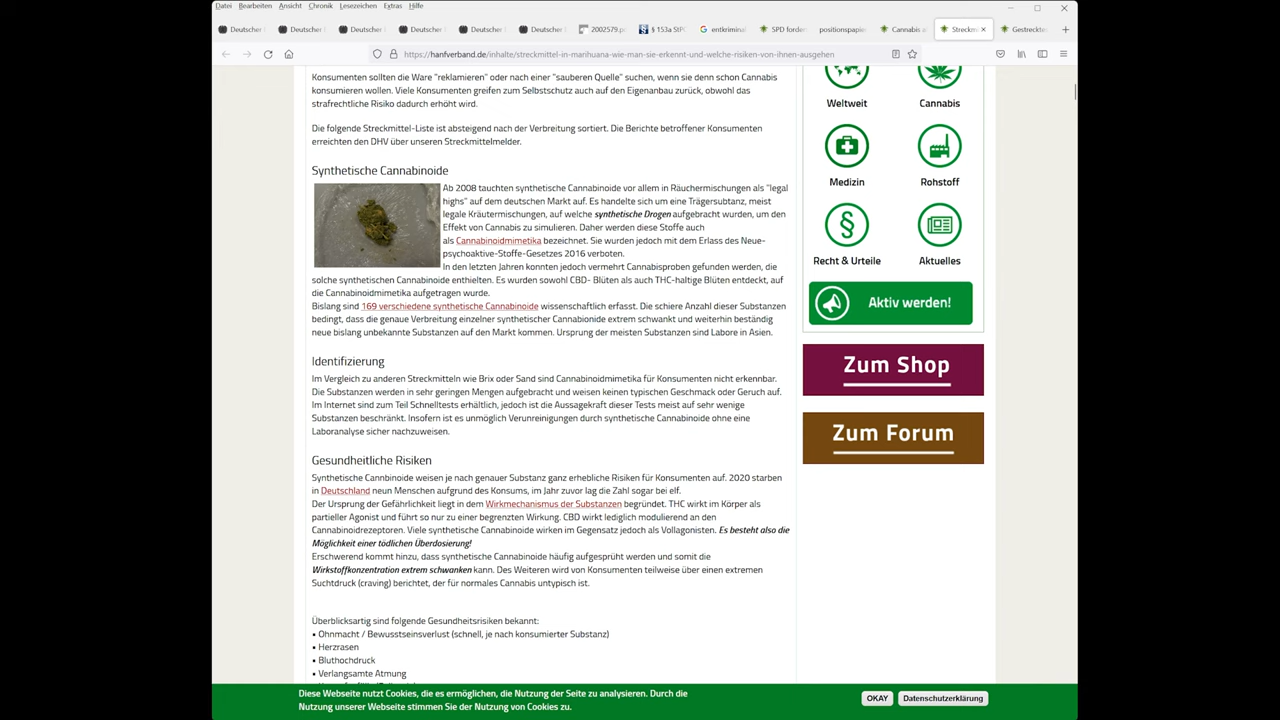 Datei Bearbeiten Ansicht Chronik Lesezeichen Extras Hilfe
Deutscher Deutscher Deutscher Deutscher Deutscher Deutscher 2002579.p § 153a StPO entkriminal SPD forder positionspapie Cannabis al Streckm Gestreckte
https://hanfverband.de/inhalte/streckmittel-in-marihuana-wie-man-sie-erkennt-und-welche-risiken-von-ihnen-ausgehen
Konsumenten sollten die Ware "reklamieren" oder nach einer "sauberen Quelle" suchen, wenn sie denn schon Cannabis
konsumieren wollen. Viele Konsumenten greifen zum Selbstschutz auch auf den Eigenanbau zurück, obwohl das
strafrechtliche Risiko dadurch erhöht wird.
Die folgende Streckmittel-Liste ist absteigend nach der Verbreitung sortiert. Die Berichte betroffener Konsumenten
erreichten den DHV über unseren Streckmittelmelder.
Synthetische Cannabinoide
Ab 2008 tauchten synthetische Cannabinoide vor allem in Räuchermischungen als "legal
highs" auf dem deutschen Markt auf. Es handelte sich um eine Trägersubtanz, meist
legale Kräutermischungen, auf welche synthetische Drogen aufgebracht wurden, um den
Effekt von Cannabis zu simulieren. Daher werden diese Stoffe auch
als Cannabinoidmimetika bezeichnet. Sie wurden jedoch mit dem Erlass des Neue-
psychoaktive-Stoffe-Gesetzes 2016 verboten.
In den letzten Jahren konnten jedoch vermehrt Cannabisproben gefunden werden, die
solche synthetischen Cannabinoide enthielten. Es wurden sowohl CBD- Blüten als auch THC-haltige Blüten entdeckt, auf
die Cannabinoidmimetika aufgetragen wurde.
Bislang sind 169 verschiedene synthetische Cannabinoide wissenschaftlich erfasst. Die schiere Anzahl dieser Substanzen
bedingt, dass die genaue Verbreitung einzelner synthetischer Cannabionide extrem schwankt und weiterhin beständig
neue bislang unbekannte Substanzen auf den Markt kommen. Ursprung der meisten Substanzen sind Labore in Asien.
Identifizierung
Im Vergleich zu anderen Streckmitteln wie Brix oder Sand sind Cannabinoidmimetika für Konsumenten nicht erkennbar.
Die Substanzen werden in sehr geringen Mengen aufgebracht und weisen keinen typischen Geschmack oder Geruch auf.
Im Internet sind zum Teil Schnelltests erhältlich, jedoch ist die Aussagekraft dieser Tests meist auf sehr wenige
Substanzen beschränkt. Insofern ist es unmöglich Verunreinigungen durch synthetische Cannabinoide ohne eine
Laboranalyse sicher nachzuweisen.
Gesundheitliche Risiken
Synthetische Cannbinoide weisen je nach genauer Substanz ganz erhebliche Risiken für Konsumenten auf. 2020 starben
in Deutschland neun Menschen aufgrund des Konsums, im Jahr zuvor lag die Zahl sogar bei elf.
Der Ursprung der Gefährlichkeit liegt in dem Wirkmechanismus der Substanzen begründet. THC wirkt im Körper als
partieller Agonist und führt so nur zu einer begrenzten Wirkung. CBD wirkt lediglich modulierend an den
Cannabinoidrezeptoren. Viele synthetische Cannabinoide wirken im Gegensatz jedoch als Vollagonisten. Es besteht also die
Möglichkeit einer tödlichen Überdosierung!
Erschwerend kommt hinzu, dass synthetische Cannabinoide häufig aufgesprüht werden und somit die
Wirkstoffkonzentration extrem schwanken kann. Des Weiteren wird von Konsumenten teilweise über einen extremen
Suchtdruck (craving) berichtet, der für normales Cannabis untypisch ist.
Überblicksartig sind folgende Gesundheitsrisiken bekannt:
• Ohnmacht / Bewusstseinsverlust (schnell, je nach konsumierter Substanz)
• Herzrasen
• Bluthochdruck
• Verlangsamte Atmung
Weltweit Cannabis
Medizin Rohstoff
Recht & Urteile Aktuelles
Aktiv werden!
Zum Shop
Zum Forum
Diese Webseite nutzt Cookies, die es ermöglichen, die Nutzung der Seite zu analysieren. Durch die
Nutzung unserer Webseite stimmen Sie der Nutzung von Cookies zu.
OKAY Datenschutzerklärung